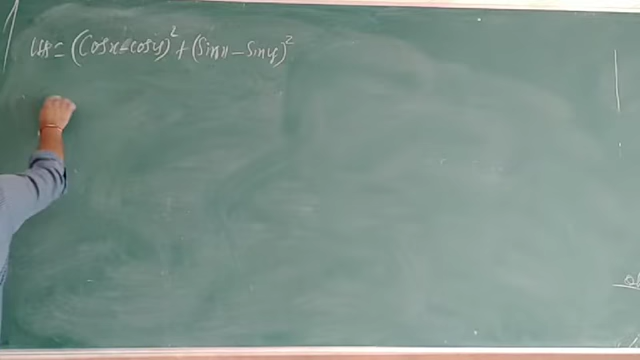 LHS = (Cosx - cosy)² + (Sinx - Siny)²